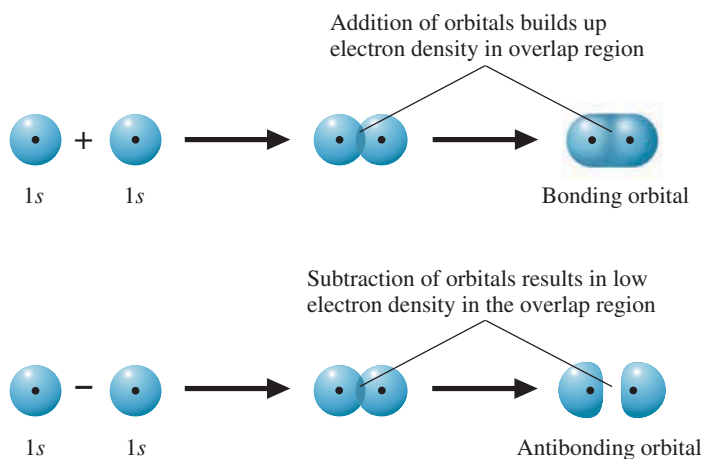 Addition of orbitals builds up
electron density in overlap region
+
1s 1s
Bonding orbital
Subtraction of orbitals results in low
electron density in the overlap region
–
1s 1s
Antibonding orbital